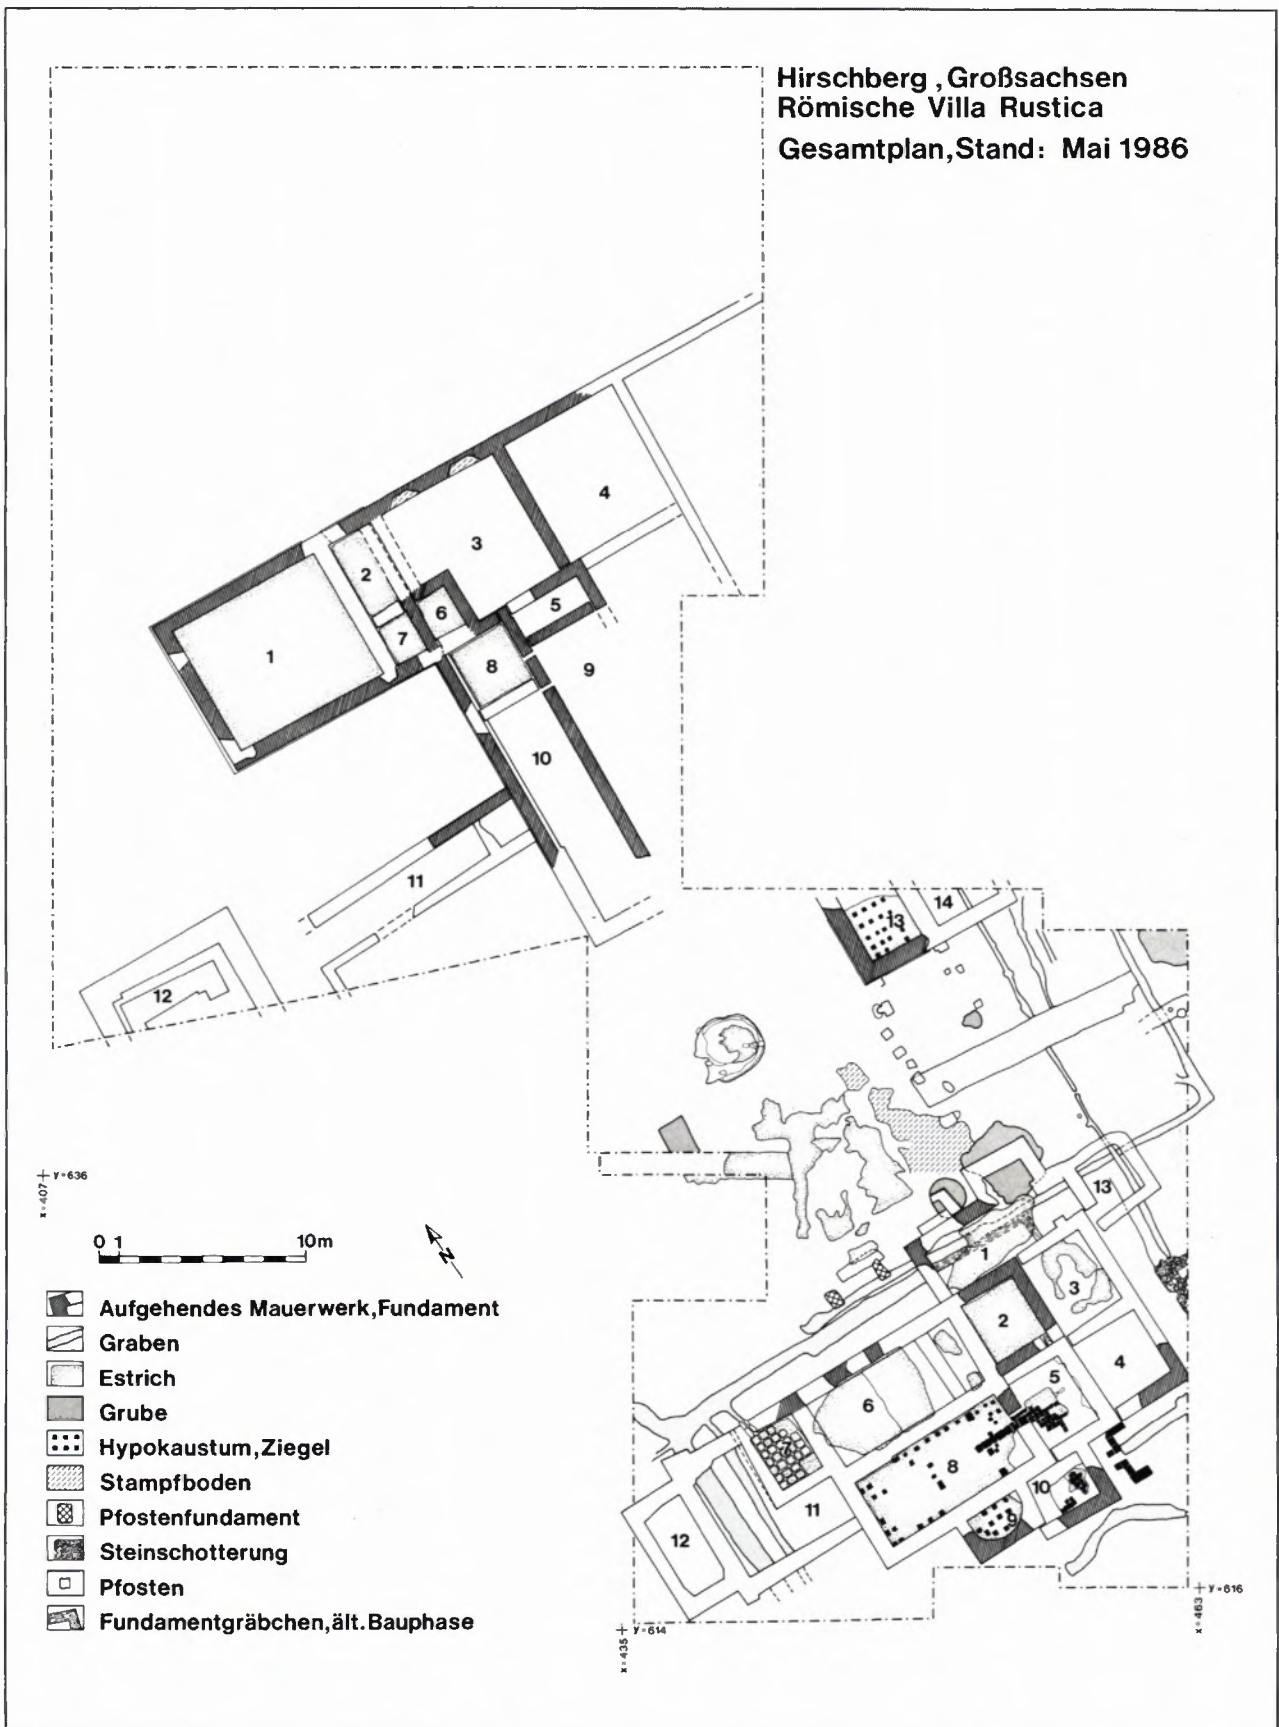 Hirschberg , Großsachsen
Römische Villa Rustica
Gesamtplan,Stand: Mai 1986
4
3
2
5
6
7
1
8
9
10
11
12
14
13
13
1
3
2
4
5
6
7
8
10
9
11
12
y=636
x=407
0 1 10m
N
Aufgehendes Mauerwerk,Fundament
Graben
Estrich
Grube
Hypokaustum,Ziegel
Stampfboden
Pfostenfundament
Steinschotterung
Pfosten
Fundamentgräbchen,ält.Bauphase
y=614
x=435
y=616
x=463